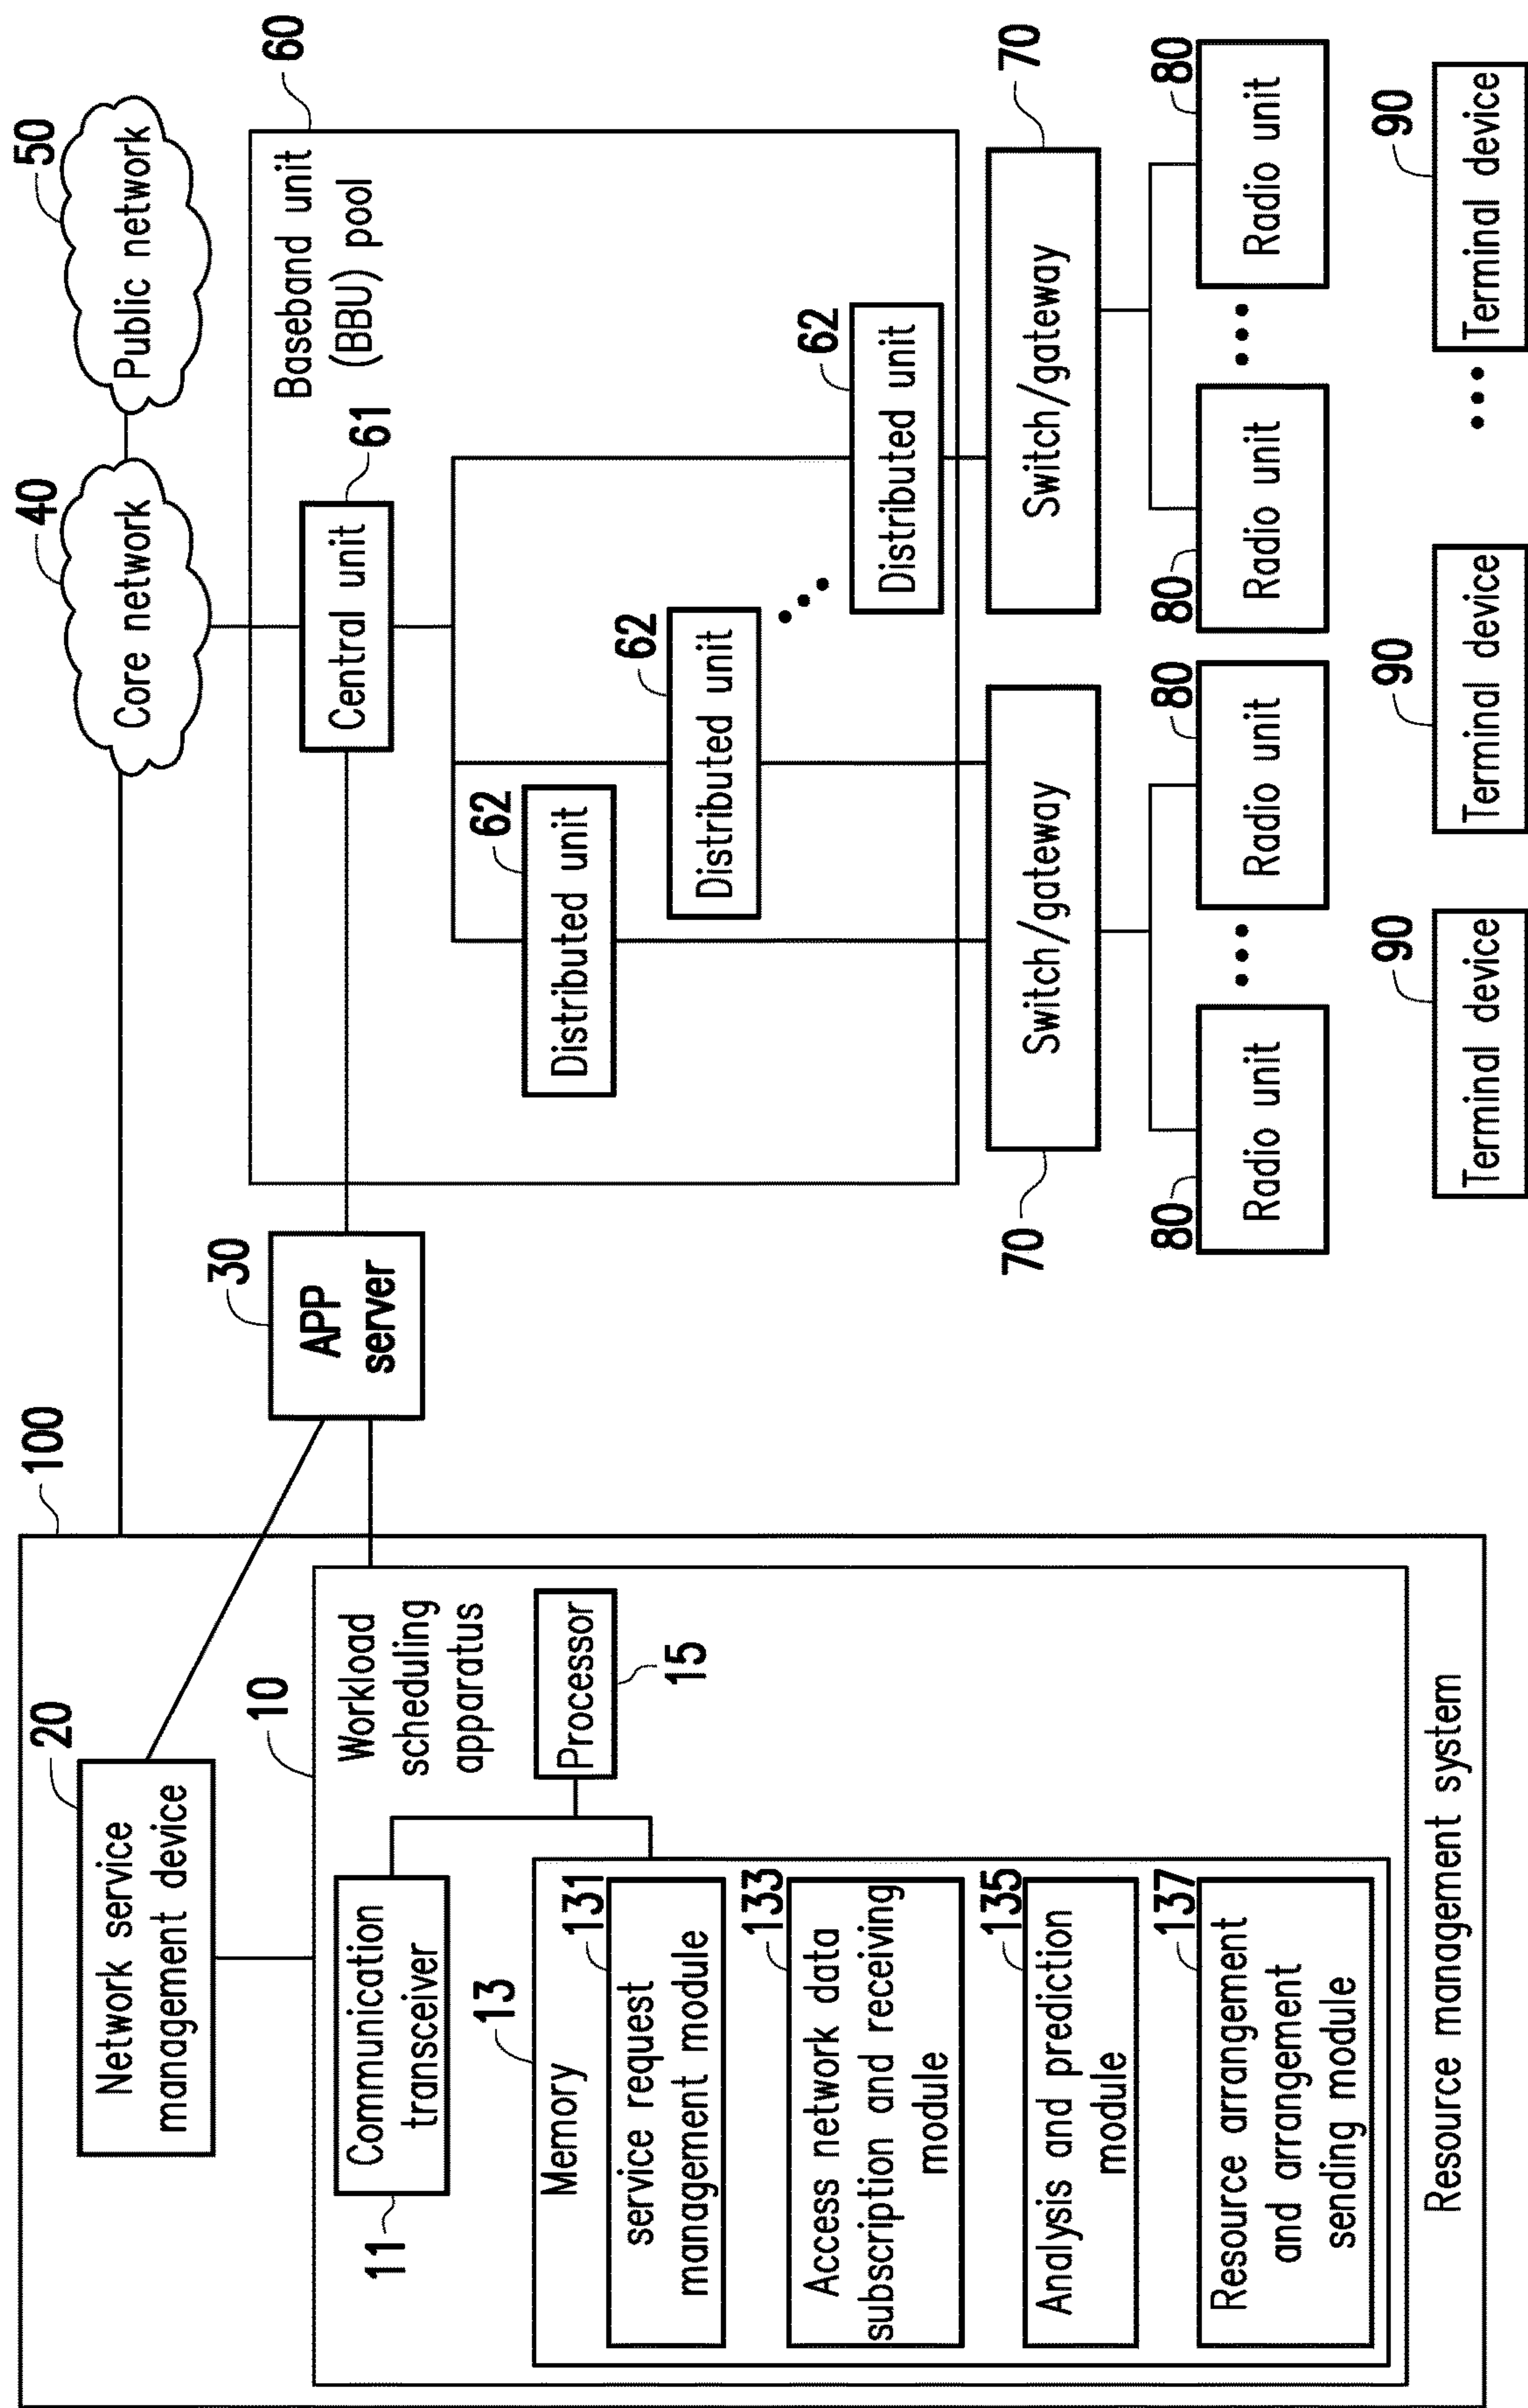 100
20
Network service
management device
10
Workload
scheduling
apparatus
Communication
transceiver
11
Processor
15
13
Memory
131
service request
management module
133
Access network data
subscription and receiving
module
135
Analysis and prediction
module
137
Resource arrangement
and arrangement
sending module
Resource management system
30
APP
server
40
Core network
50
Public network
60
Baseband unit
(BBU) pool
61
Central unit
62
Distributed unit
62
Distributed unit
62
Distributed unit
70
Switch/gateway
70
Switch/gateway
80
Radio unit
80
Radio unit
80
Radio unit
80
Radio unit
90
Terminal device
90
Terminal device
90
Terminal device